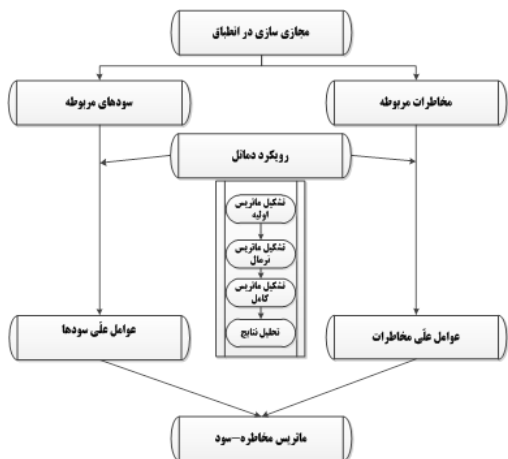 مجازی سازی در انطباق
مخاطرات مربوطه
سودهای مربوطه
رویکرد دماتل
تشکیل ماتریس
اولیه
تشکیل ماتریس
نرمال
تشکیل ماتریس
کامل
تحلیل نتایج
عوامل علّی مخاطرات
عوامل علّی سودها
ماتریس مخاطره-سود